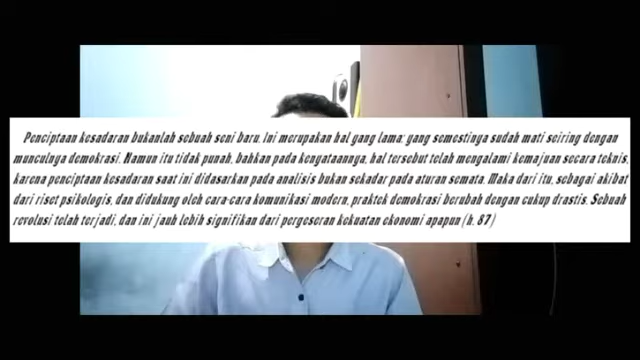 Penciptaan kesadaran bukanlah sebuah seni baru. Ini merupakan hal yang lama; yang semestinya sudah mati seiring dengan
munculnya demokrasi. Namun itu tidak punah, bahkan pada kenyataannya, hal tersebut telah mengalami kemajuan secara teknis,
karena penciptaan kesadaran saat ini didasarkan pada analisis bukan sekadar pada aturan semata. Maka dari itu, sebagai akibat
dari riset psikologis, dan didukung oleh cara-cara komunikasi modern, praktek demokrasi berubah dengan cukup drastis. Sebuah
revolusi telah terjadi, dan ini jauh lebih signifikan dari pergeseran kekuatan ekonomi apapun (h. 87)